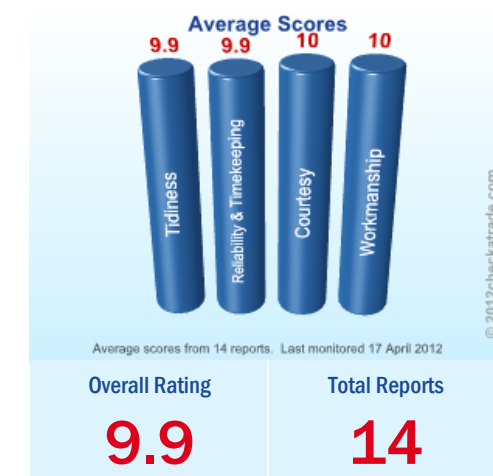 Average Scores
9.9 9.9 10 10
Tidiness
Reliability & Timekeeping
Courtesy
Workmanship
© 2012checkatrade.com
Average scores from 14 reports. Last monitored 17 April 2012
Overall Rating
9.9
Total Reports
14